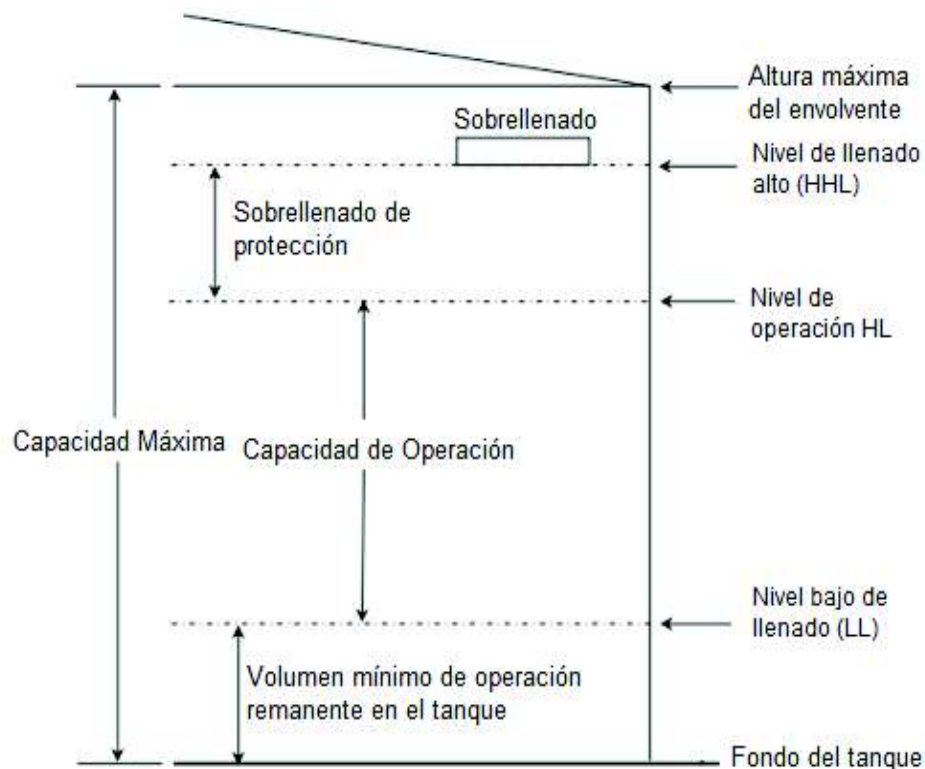 Altura máxima
del envolvente
Sobrellenado
Nivel de llenado
alto (HHL)
Sobrellenado de
protección
Nivel de
operación HL
Capacidad Máxima
Capacidad de Operación
Nivel bajo de
llenado (LL)
Volumen mínimo de operación
remanente en el tanque
Fondo del tanque